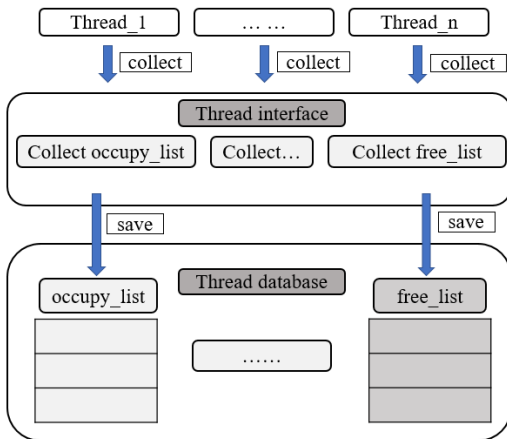 Thread_1
... ...
Thread_n
collect
collect
collect
Thread interface
Collect occupy_list
Collect...
Collect free_list
save
save
Thread database
occupy_list
free_list
......